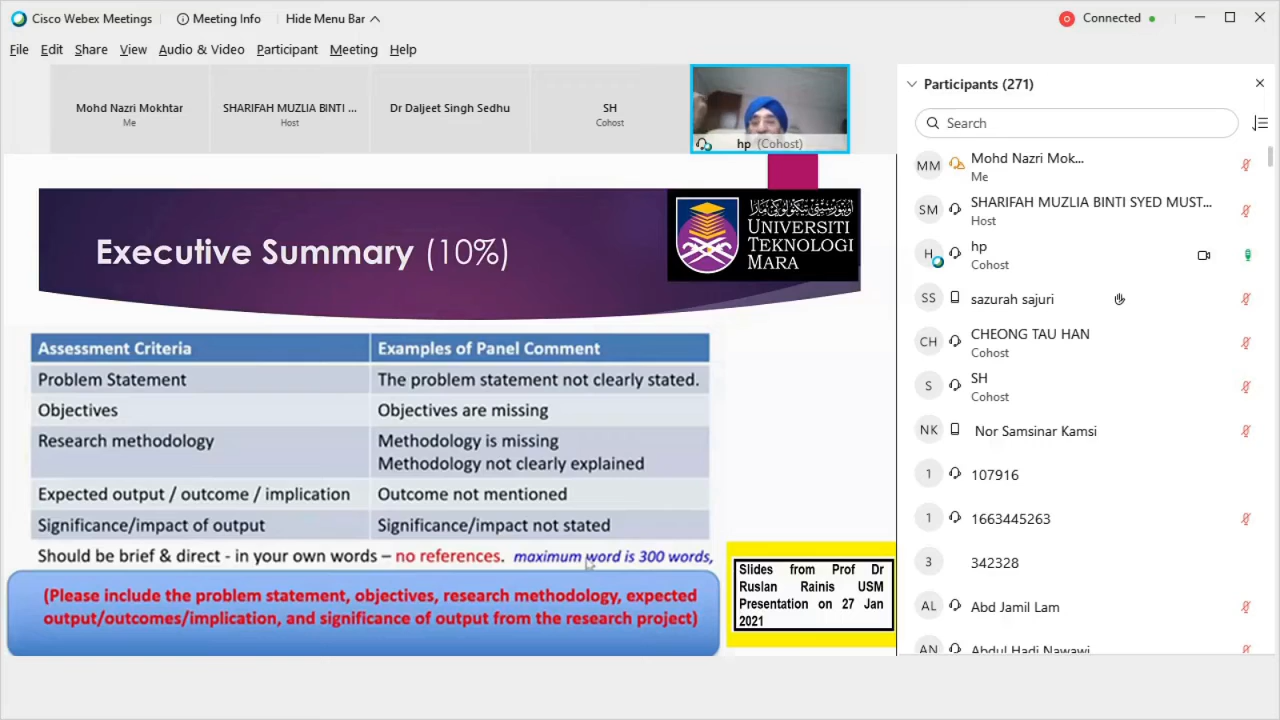 Cisco Webex Meetings
Meeting Info
Hide Menu Bar
Connected
File Edit Share View Audio & Video Participant Meeting Help
Mohd Nazri Mokhtar
Me
SHARIFAH MUZLIA BINTI ...
Host
Dr Daljeet Singh Sedhu
SH
Cohost
hp (Cohost)
Executive Summary (10%)
UNIVERSITI
TEKNOLOGI
MARA
Assessment Criteria Examples of Panel Comment
Problem Statement The problem statement not clearly stated.
Objectives Objectives are missing
Research methodology Methodology is missing
Methodology not clearly explained
Expected output / outcome / implication Outcome not mentioned
Significance/impact of output Significance/impact not stated
Should be brief & direct - in your own words – no references. maximum word is 300 words,
(Please include the problem statement, objectives, research methodology, expected
output/outcomes/implication, and significance of output from the research project)
Slides from Prof Dr
Ruslan Rainis USM
Presentation on 27 Jan
2021
Participants (271)
Search
MM Mohd Nazri Mok...
Me
SM SHARIFAH MUZLIA BINTI SYED MUST...
Host
H hp
Cohost
SS sazurah sajuri
CH CHEONG TAU HAN
Cohost
S SH
Cohost
NK Nor Samsinar Kamsi
1 107916
1 1663445263
3 342328
AL Abd Jamil Lam
AN Abdul Hadi Nawawi